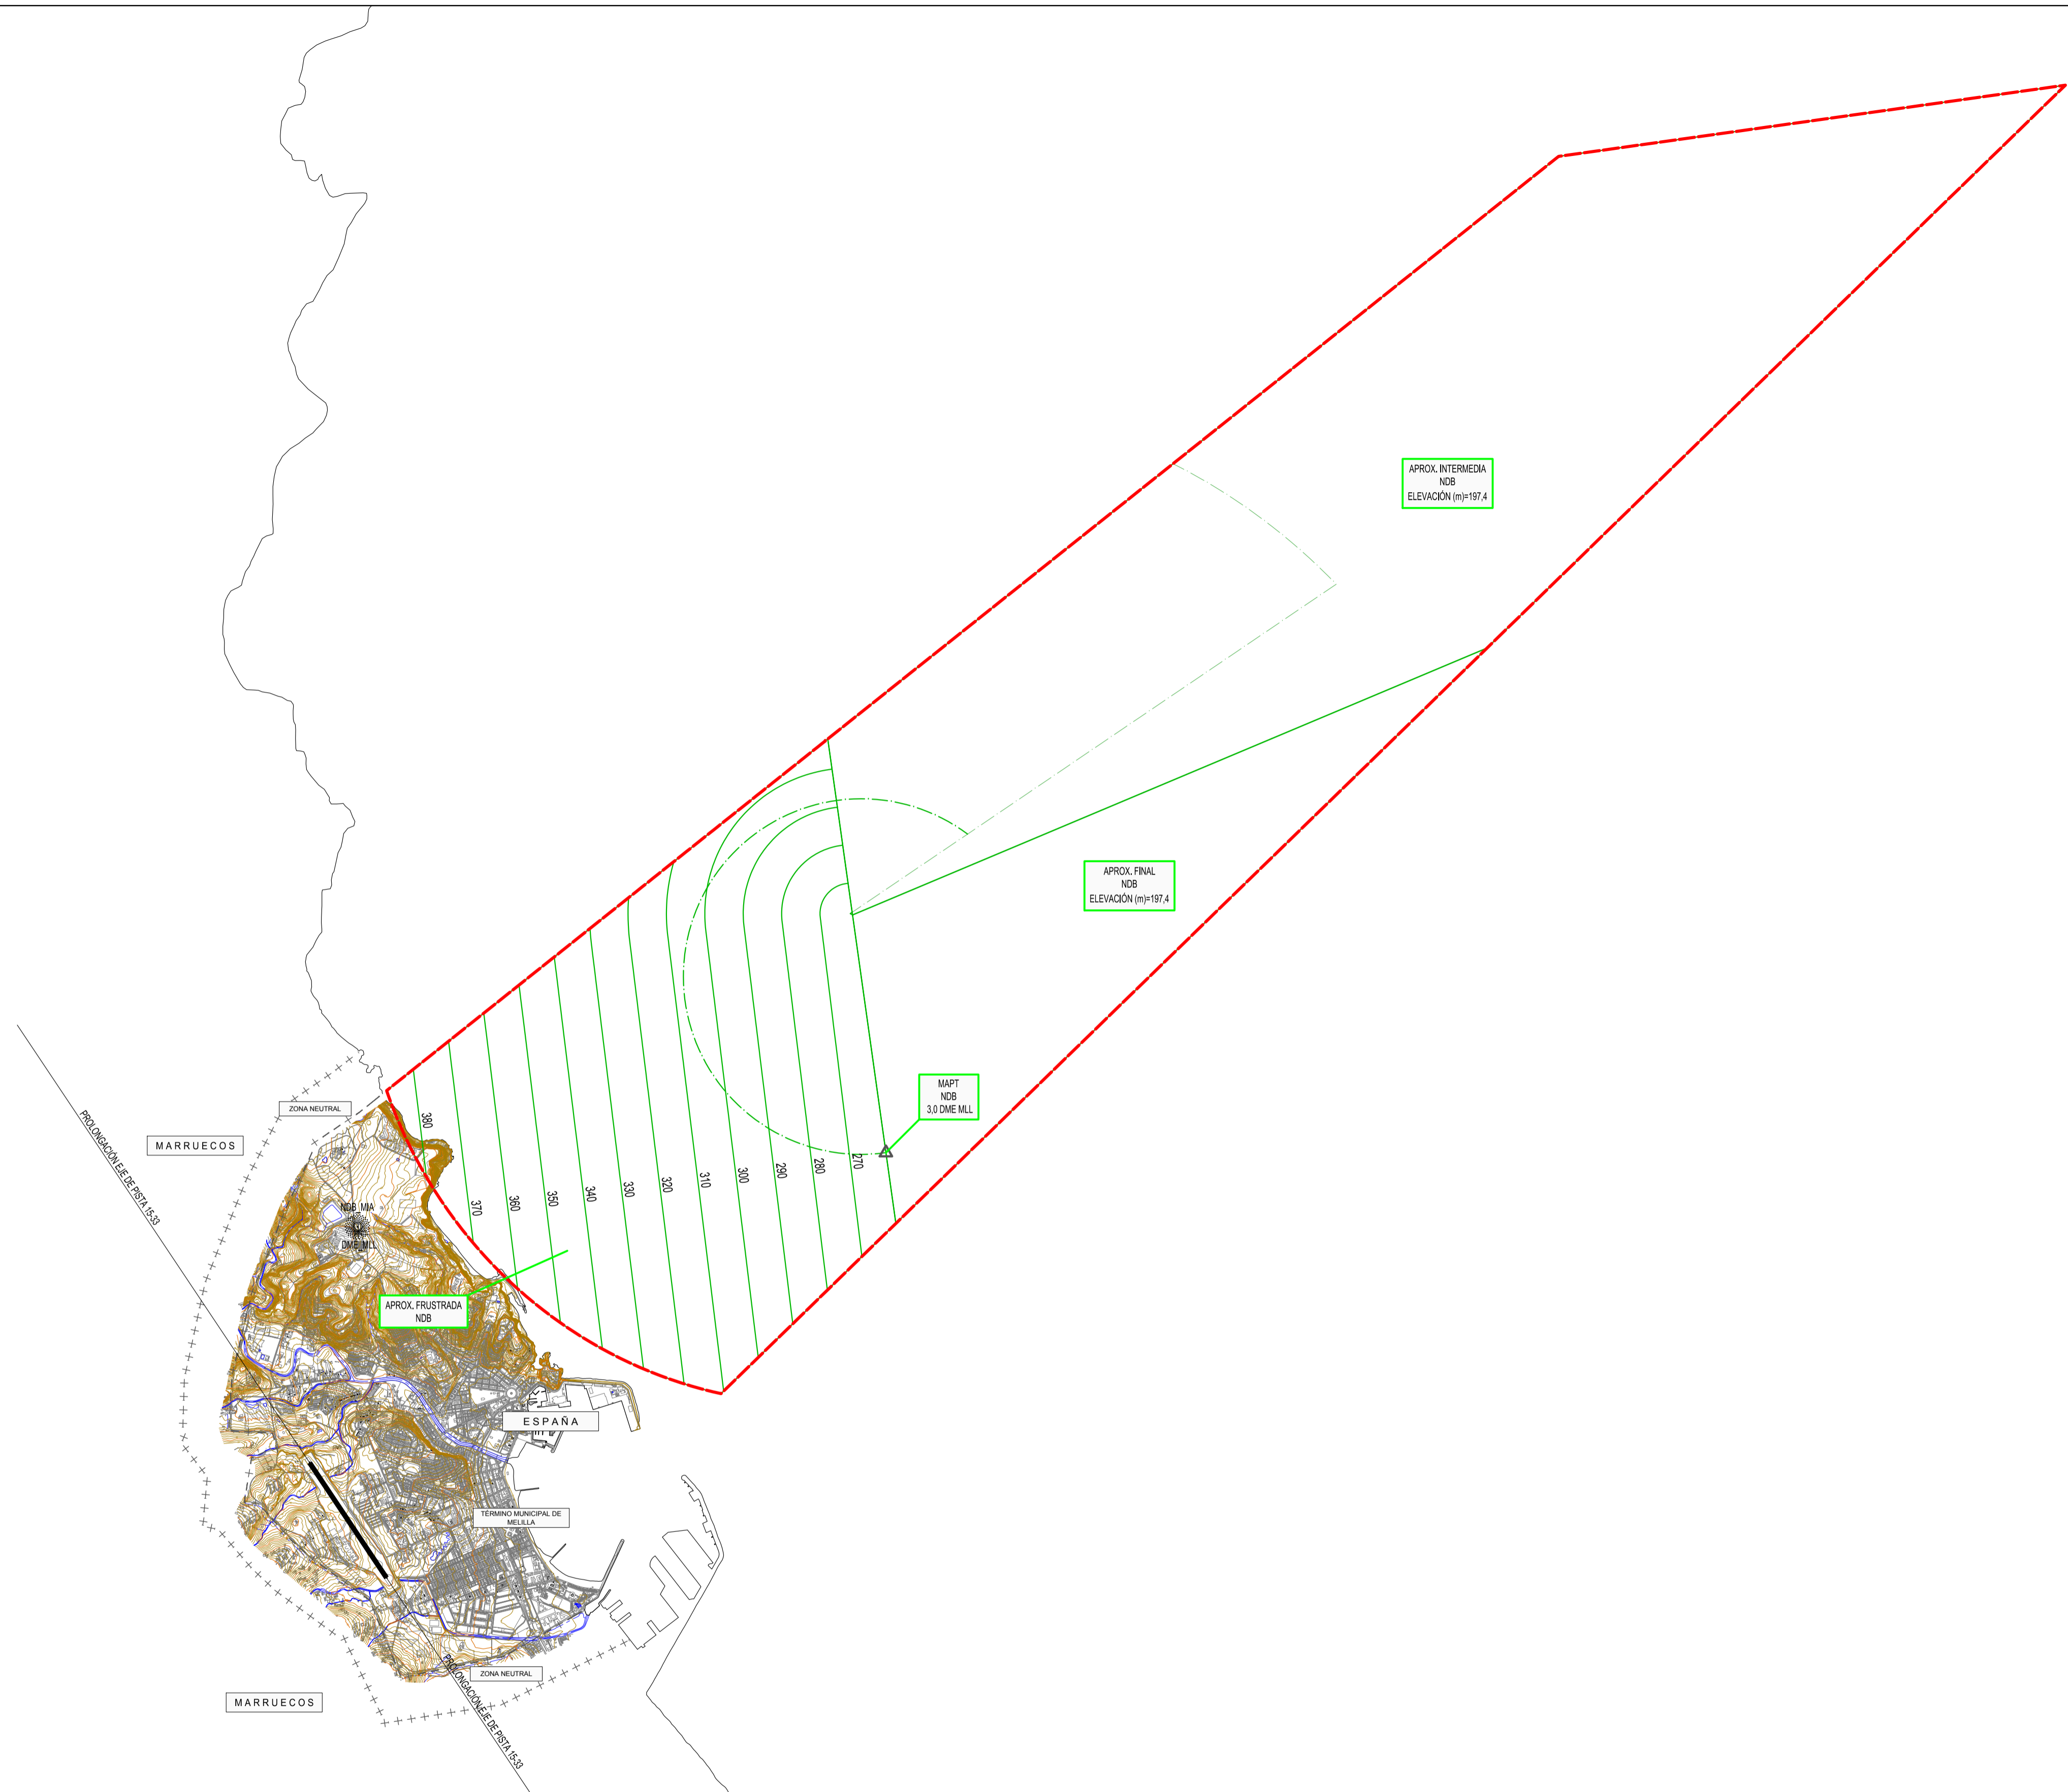 APROX. INTERMEDIA
NDB
ELEVACIÓN (m)=197,4
APROX. FINAL
NDB
ELEVACIÓN (m)=197,4
MAPT
NDB
3,0 DME MLL
380
370
360
350
340
330
320
310
300
290
280
270
ZONA NEUTRAL
MARRUECOS
PROLONGACIÓN EJE DE PISTA 15-33
NDB MIA
DME MLL
APROX. FRUSTRADA
NDB
ESPAÑA
TÉRMINO MUNICIPAL DE
MELILLA
ZONA NEUTRAL
MARRUECOS
PROLONGACIÓN EJE DE PISTA 15-33